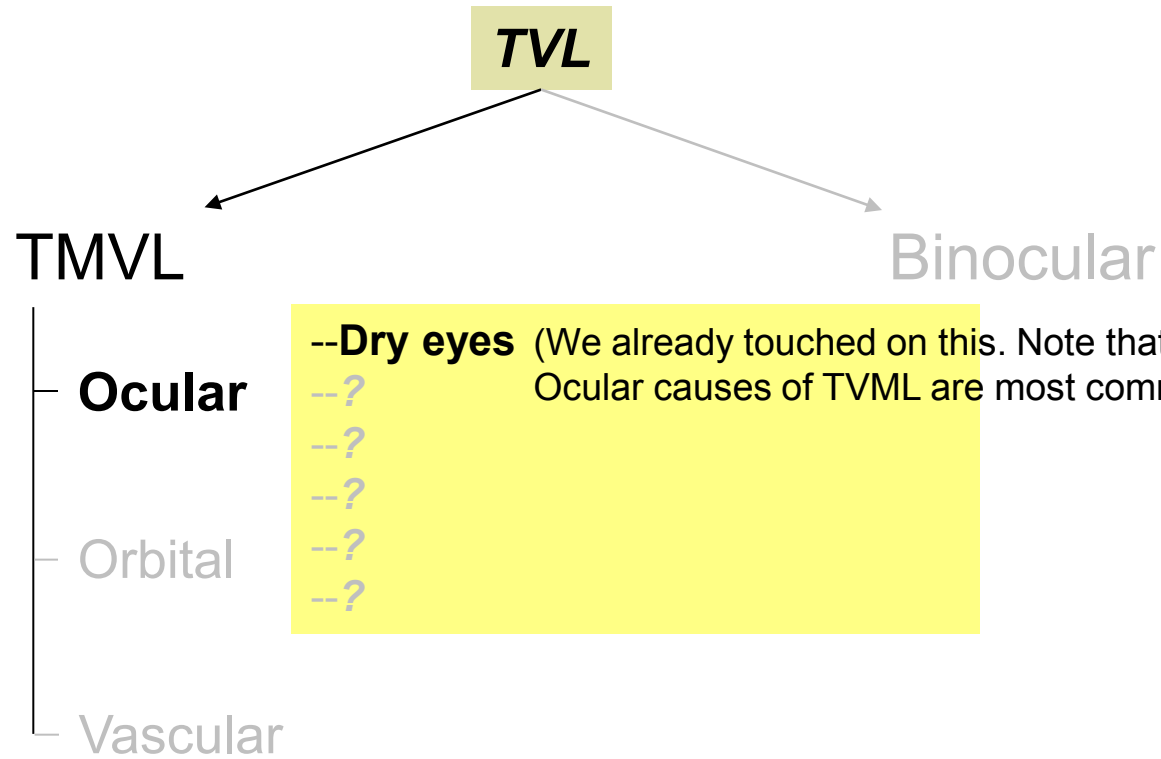 TVL
TMVL
Binocular
Ocular
Orbital
Vascular
--Dry eyes (We already touched on this. Note that
Ocular causes of TVML are most com
--?
--?
--?
--?
--?